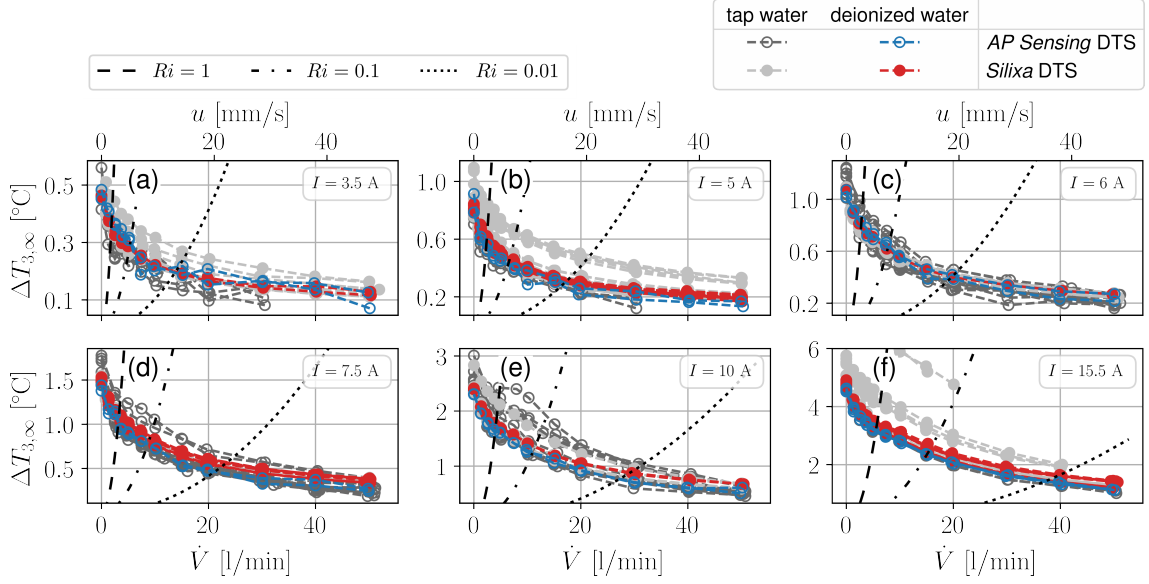 tap water deionized water
AP Sensing DTS
Silixa DTS
Ri = 1 Ri = 0.1 Ri = 0.01
u [mm/s] u [mm/s] u [mm/s]
0 20 40 0 20 40 0 20 40
(a) I = 3.5 A (b) I = 5 A (c) I = 6 A
ΔT3,∞ [°C]
0.5 0.3 0.1
1.0 0.6 0.2
1.0 0.6 0.2
(d) I = 7.5 A (e) I = 10 A (f) I = 15.5 A
ΔT3,∞ [°C]
1.5 1.0 0.5
3 2 1
6 4 2
0 20 40 0 20 40 0 20 40
V̇ [l/min] V̇ [l/min] V̇ [l/min]